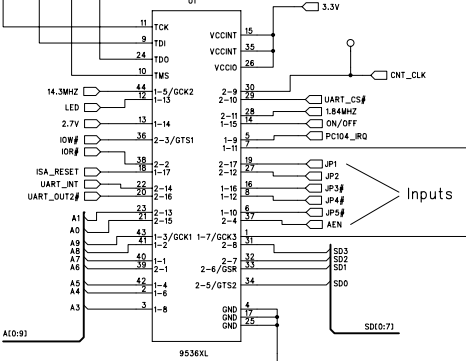 U1
11 TCK VCCINT 15 3.3V
9 TDI VCCINT 35
24 TDO VCCIO 26
10 TMS
14.3MHZ 44 1-5/GCK2 2-9 30 CNT_CLK
LED 12 1-13 2-10 29 UART_CS#
2.7V 13 1-14 2-11 28 1.84MHZ
1-15 14 ON/OFF
IOW# 36 2-3/GTS1 1-9 5 PC104_IRQ
IOR# 38 2-2 1-11 7
ISA_RESET 18 1-17 2-17 19 JP1
UART_INT 22 2-14 2-12 27 JP2
UART_OUT2# 20 2-16 1-16 16 JP3#
1-12 8 JP4#
Inputs
A1 23 2-13 1-10 6 JP5#
A0 21 2-15 2-4 37 AEN
A9 43 1-3/GCK1 1-7/GCK3 1
A8 41 1-2 2-8 31 SD3
A7 40 1-1 2-7 32 SD2
A6 39 2-1 2-6/GSR 33 SD1
A5 42 1-4 2-5/GTS2 34 SD0
A4 2 1-6
A3 3 1-8 GND 4
GND 17
GND 25
A[0:9] SD[0:7]
9536XL